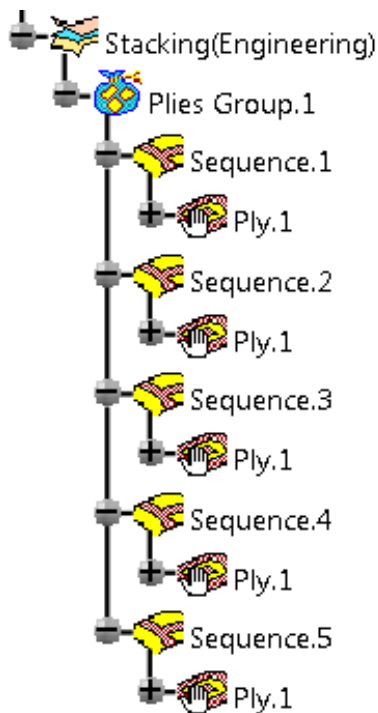 Stacking(Engineering)
Plies Group.1
Sequence.1
Ply.1
Sequence.2
Ply.1
Sequence.3
Ply.1
Sequence.4
Ply.1
Sequence.5
Ply.1